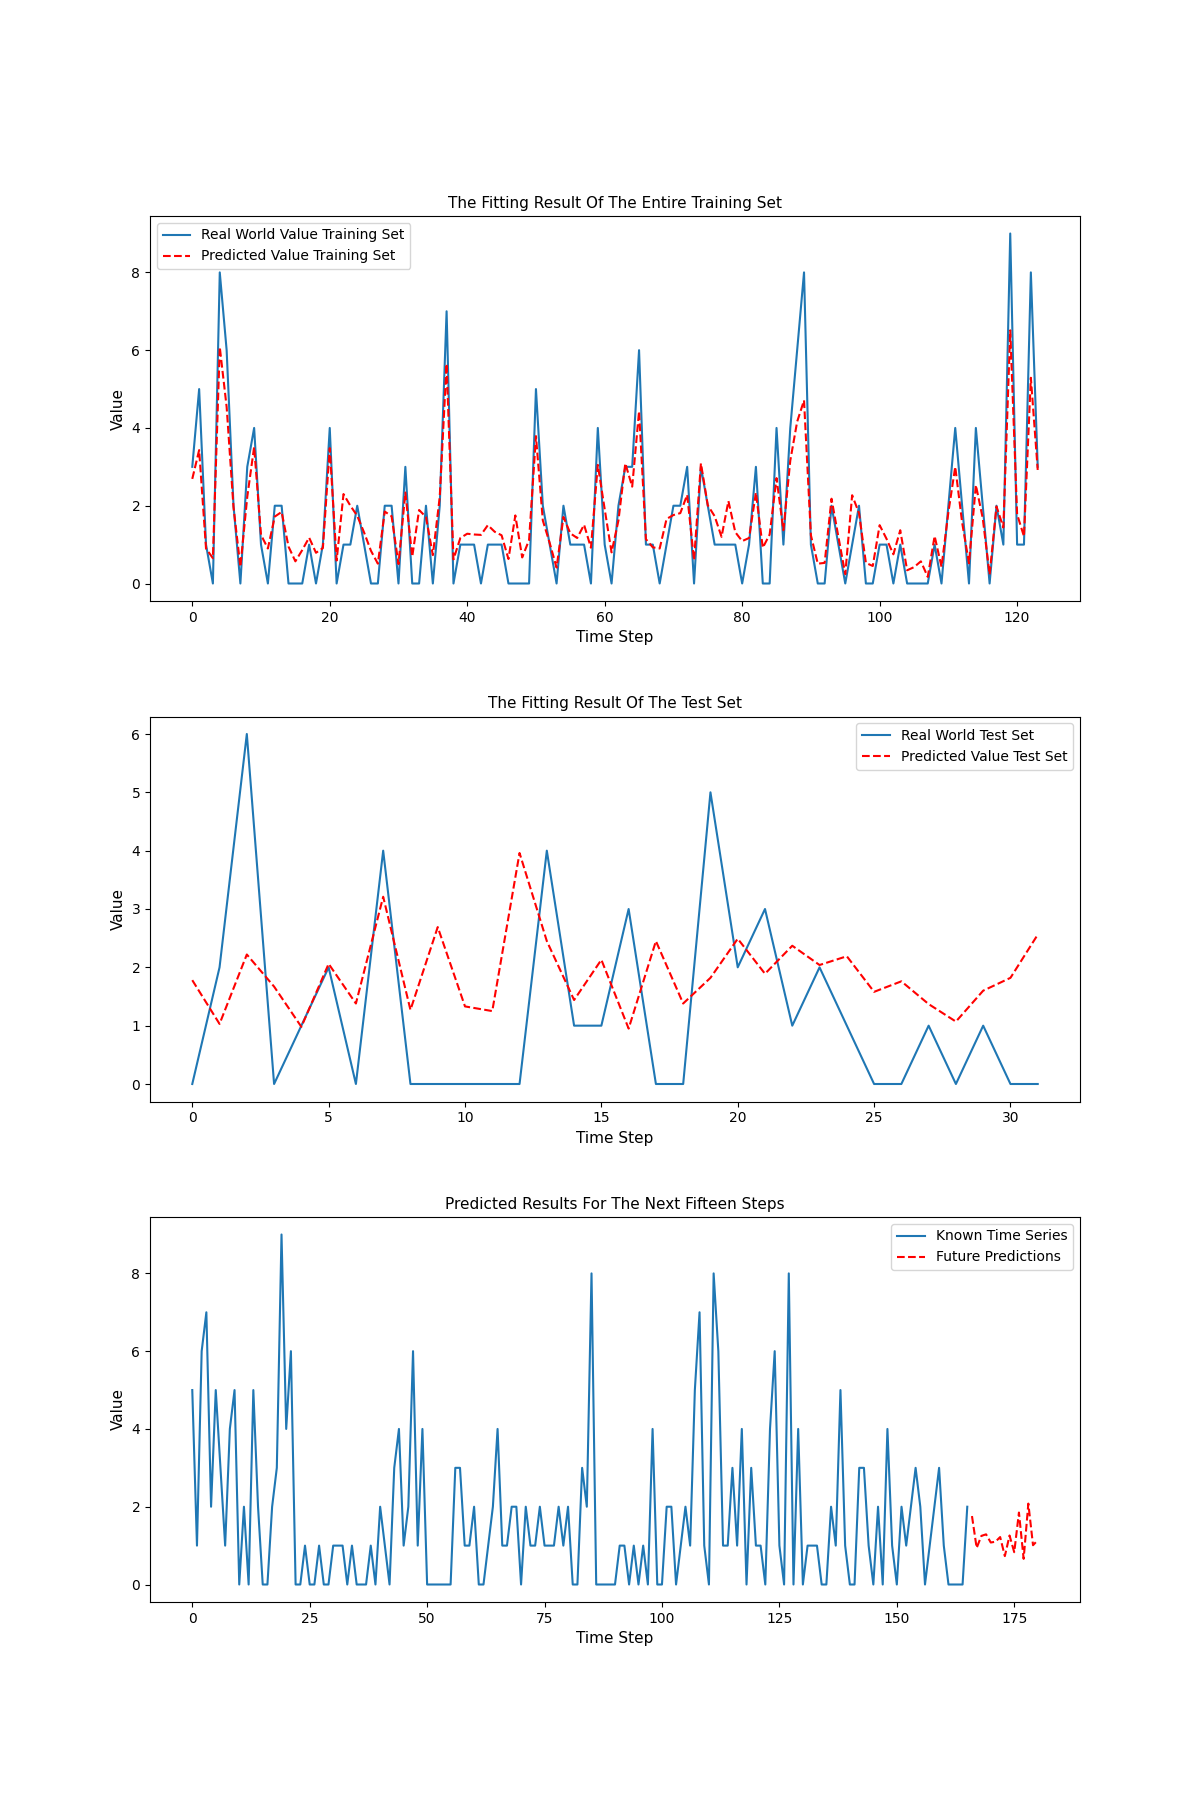 The Fitting Result Of The Entire Training Set
Real World Value Training Set
Predicted Value Training Set
Value
8
6
4
2
0
0 20 40 60 80 100 120
Time Step
The Fitting Result Of The Test Set
Real World Test Set
Predicted Value Test Set
Value
6
5
4
3
2
1
0
0 5 10 15 20 25 30
Time Step
Predicted Results For The Next Fifteen Steps
Known Time Series
Future Predictions
Value
8
6
4
2
0
0 25 50 75 100 125 150 175
Time Step